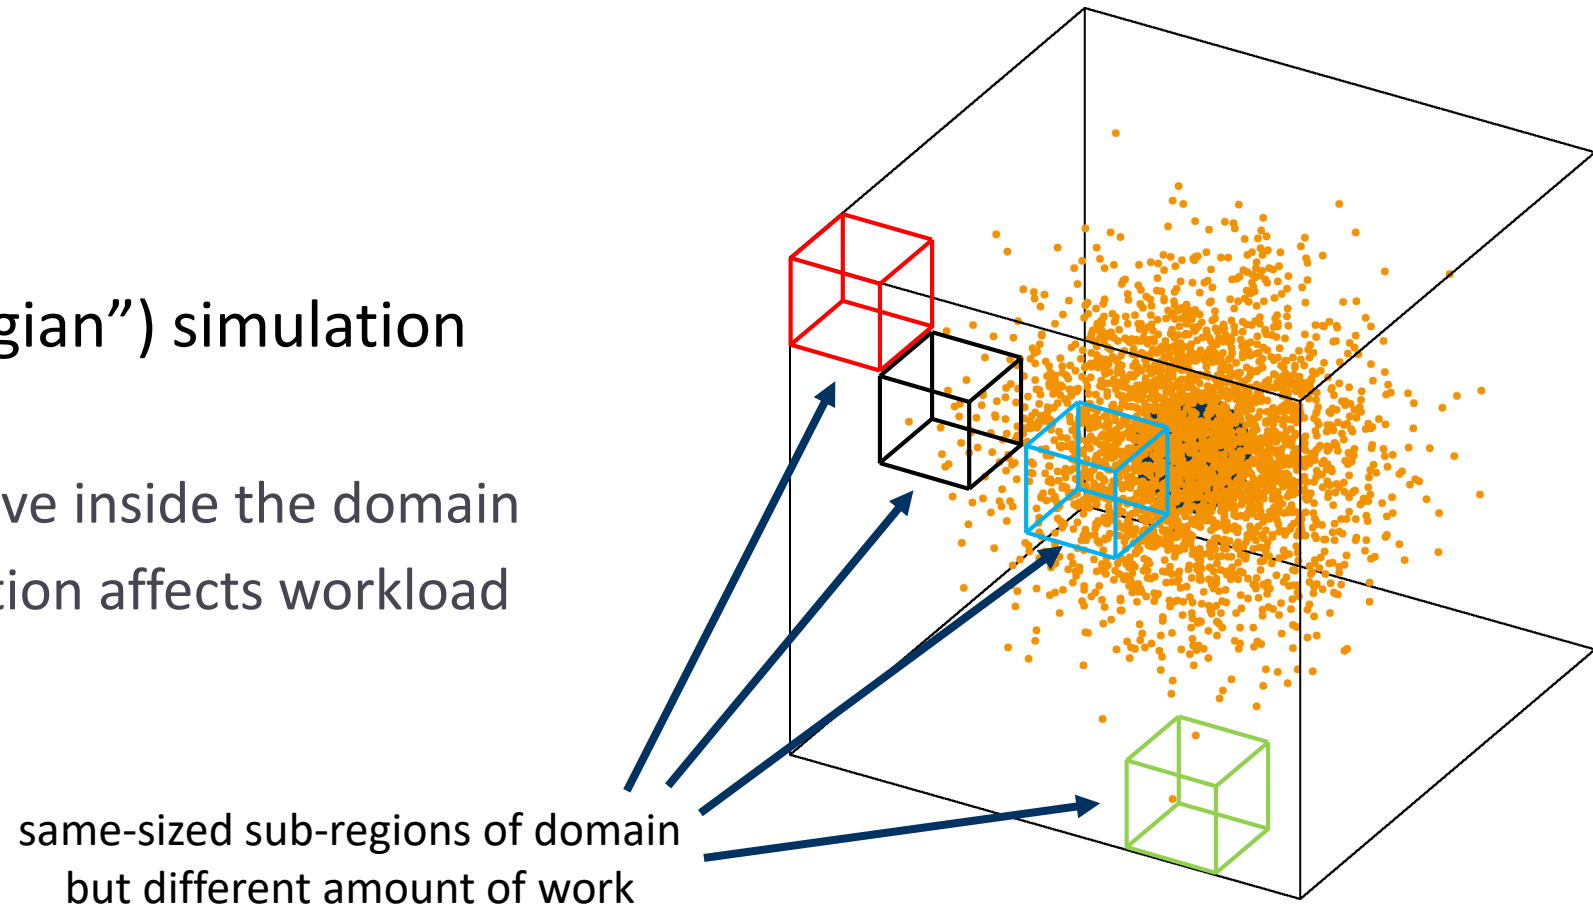 gian”) simulation
ve inside the domain
tion affects workload
same-sized sub-regions of domain
but different amount of work